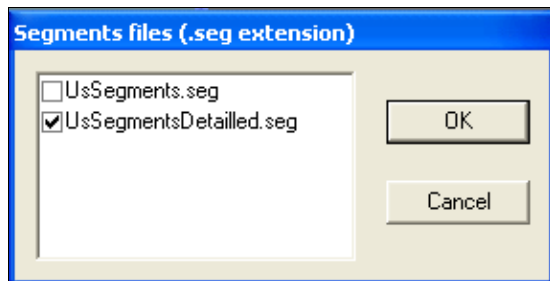 Segments files (.seg extension)
UsSegments.seg
UsSegmentsDetailled.seg
OK
Cancel